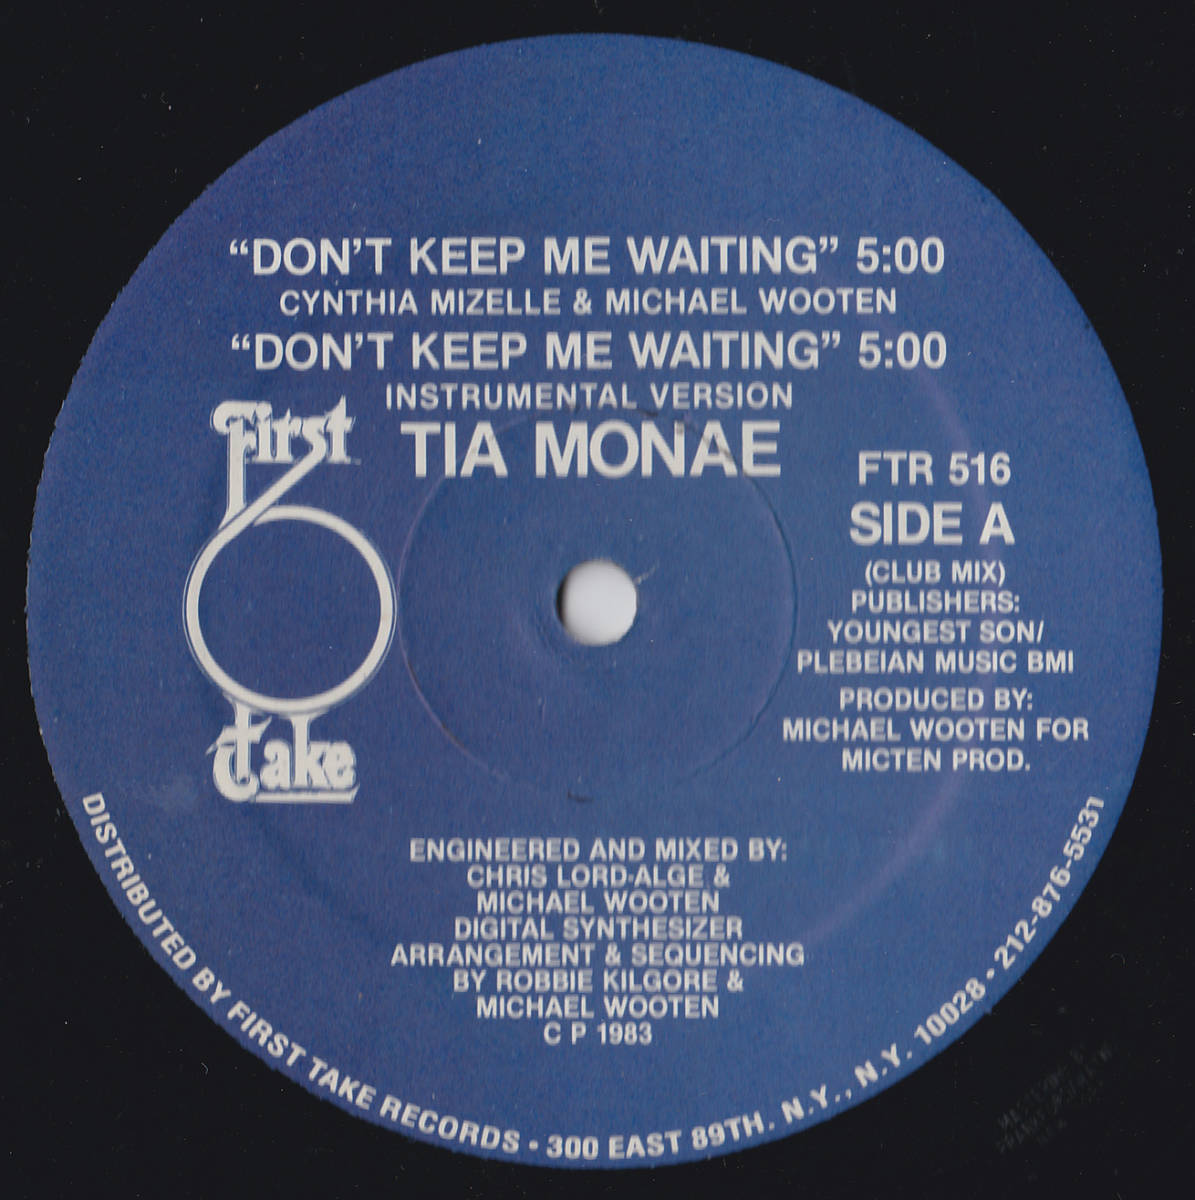 “DON’T KEEP ME WAITING” 5:00
CYNTHIA MIZELLE & MICHAEL WOOTEN
“DON’T KEEP ME WAITING” 5:00
INSTRUMENTAL VERSION
TIA MONAE
First
Take
FTR 516
SIDE A
(CLUB MIX)
PUBLISHERS:
YOUNGEST SON/
PLEBEIAN MUSIC BMI
PRODUCED BY:
MICHAEL WOOTEN FOR
MICTEN PROD.
ENGINEERED AND MIXED BY:
CHRIS LORD-ALGE &
MICHAEL WOOTEN
DIGITAL SYNTHESIZER
ARRANGEMENT & SEQUENCING
BY ROBBIE KILGORE &
MICHAEL WOOTEN
C P 1983
DISTRIBUTED BY FIRST TAKE RECORDS • 300 EAST 89TH. N.Y., N.Y. 10028 • 212-876-5531